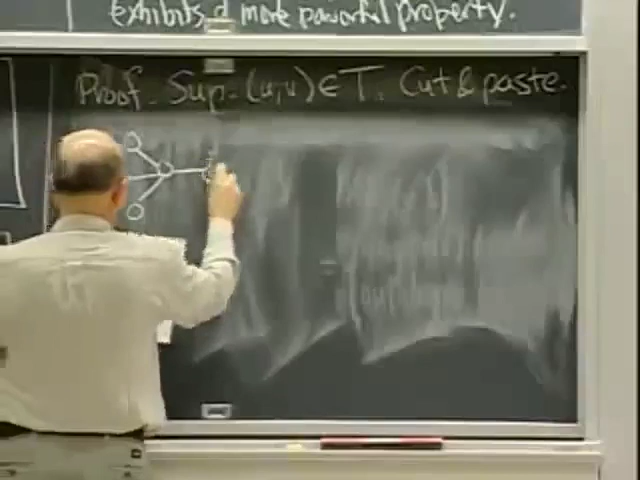 exhibits a more powerful property.
Proof. Sup. (u,v) ∉ T. Cut & paste.